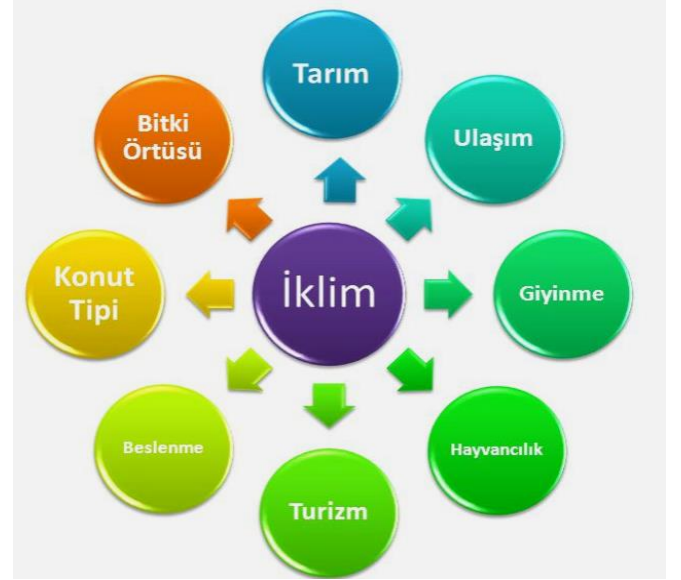 Tarım
Bitki
Örtüsü
Ulaşım
Konut
Tipi
İklim
Giyinme
Beslenme
Hayvancılık
Turizm